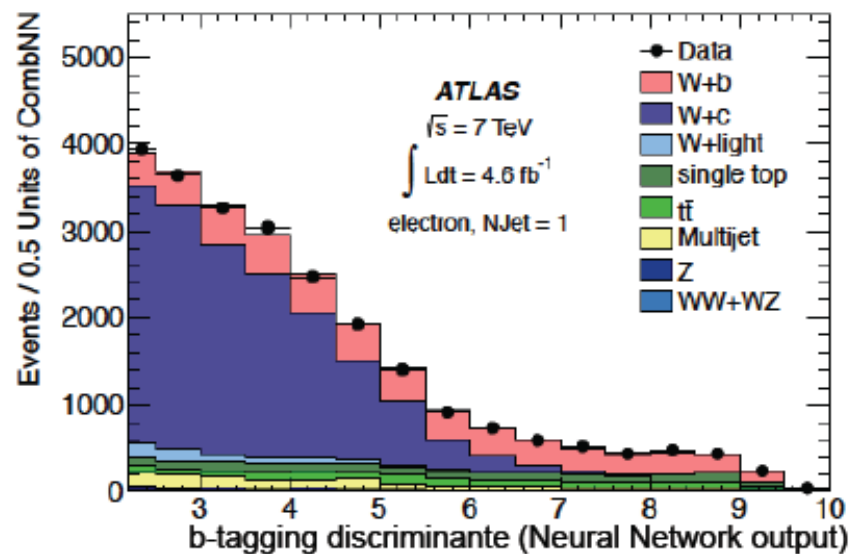 Events / 0.5 Units of CombNN
5000
4000
3000
2000
1000
0
ATLAS
√s = 7 TeV
∫ Ldt = 4.6 fb⁻¹
electron, NJet = 1
Data
W+b
W+c
W+light
single top
tt̄
Multijet
Z
WW+WZ
3 4 5 6 7 8 9 10
b-tagging discriminante (Neural Network output)